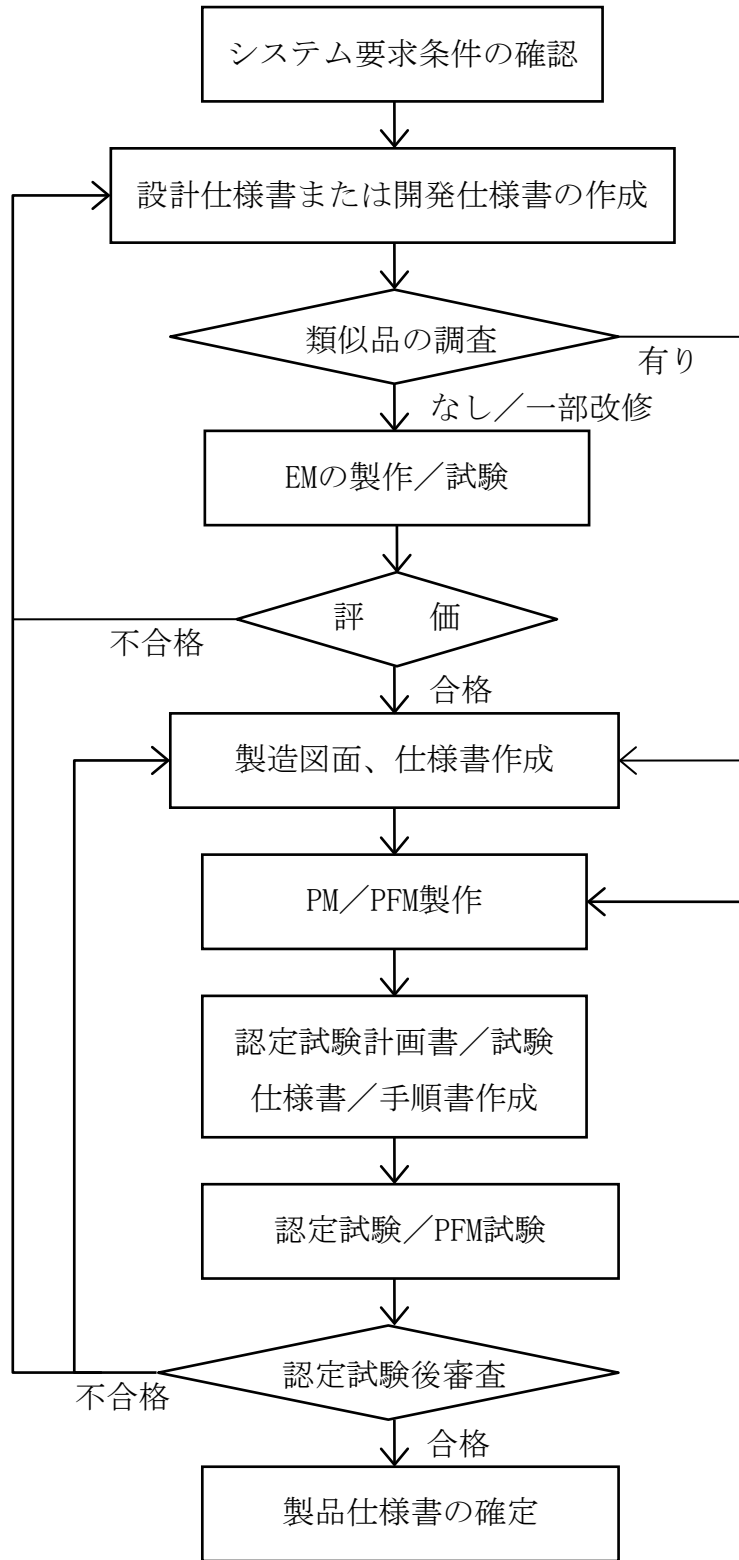 システム要求条件の確認
設計仕様書または開発仕様書の作成
類似品の調査
有り
なし／一部改修
EMの製作／試験
評　価
不合格
合格
製造図面、仕様書作成
PM／PFM製作
認定試験計画書／試験
仕様書／手順書作成
認定試験／PFM試験
認定試験後審査
不合格
合格
製品仕様書の確定